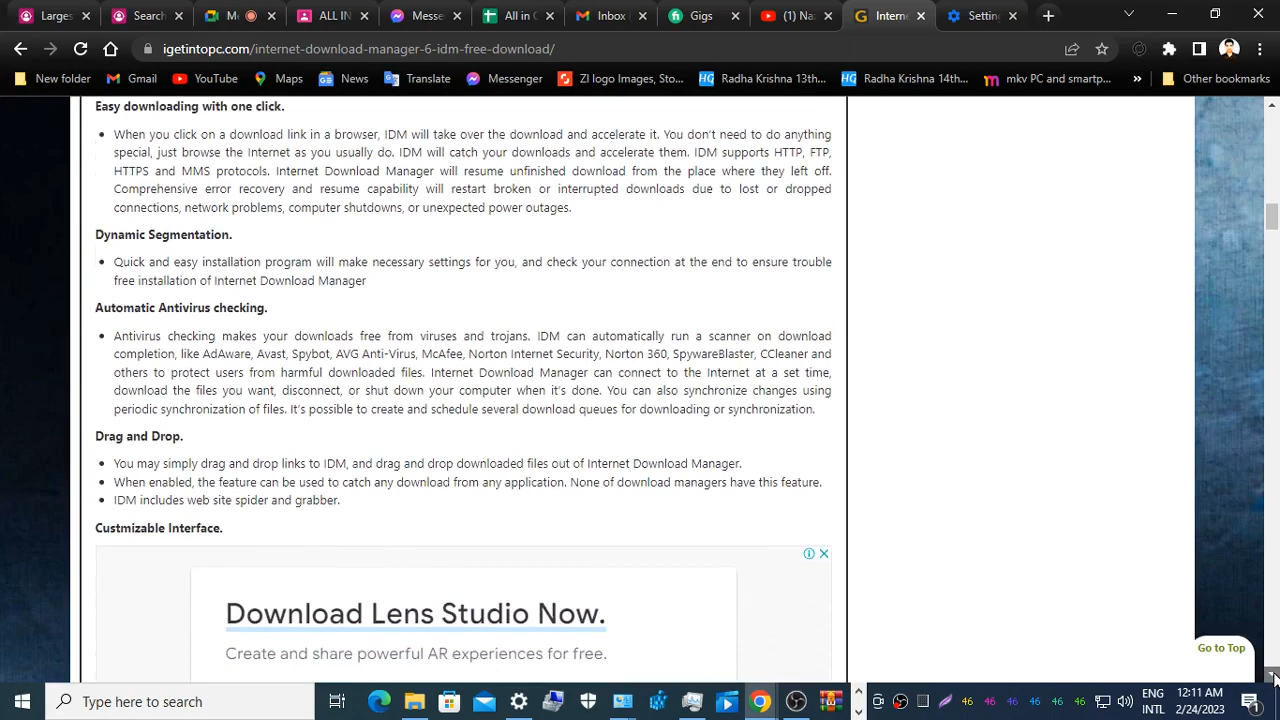 Larges
Search
M
ALL IN
Messe
All in C
Inbox
Gigs
(1) Na
Intern
Settin
igetintopc.com/internet-download-manager-6-idm-free-download/
New folder Gmail YouTube Maps News Translate Messenger ZI logo Images, Sto... Radha Krishna 13th... Radha Krishna 14th... mkv PC and smartp... » Other bookmarks
Easy downloading with one click.
When you click on a download link in a browser, IDM will take over the download and accelerate it. You don't need to do anything
special, just browse the Internet as you usually do. IDM will catch your downloads and accelerate them. IDM supports HTTP, FTP,
HTTPS and MMS protocols. Internet Download Manager will resume unfinished download from the place where they left off.
Comprehensive error recovery and resume capability will restart broken or interrupted downloads due to lost or dropped
connections, network problems, computer shutdowns, or unexpected power outages.
Dynamic Segmentation.
Quick and easy installation program will make necessary settings for you, and check your connection at the end to ensure trouble
free installation of Internet Download Manager
Automatic Antivirus checking.
Antivirus checking makes your downloads free from viruses and trojans. IDM can automatically run a scanner on download
completion, like AdAware, Avast, Spybot, AVG Anti-Virus, McAfee, Norton Internet Security, Norton 360, SpywareBlaster, CCleaner and
others to protect users from harmful downloaded files. Internet Download Manager can connect to the Internet at a set time,
download the files you want, disconnect, or shut down your computer when it's done. You can also synchronize changes using
periodic synchronization of files. It's possible to create and schedule several download queues for downloading or synchronization.
Drag and Drop.
You may simply drag and drop links to IDM, and drag and drop downloaded files out of Internet Download Manager.
When enabled, the feature can be used to catch any download from any application. None of download managers have this feature.
IDM includes web site spider and grabber.
Custmizable Interface.
Download Lens Studio Now.
Create and share powerful AR experiences for free.
Go to Top
Type here to search
46 46 46 46 46 46
ENG
INTL
12:11 AM
2/24/2023
1